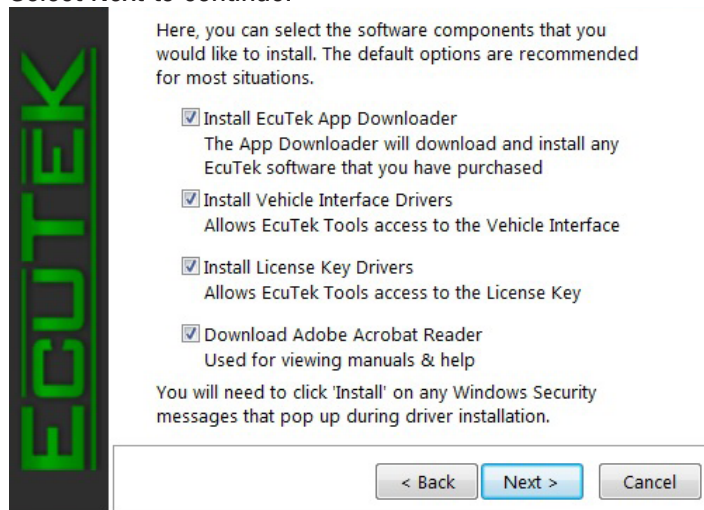 Select Next to continue.
Here, you can select the software components that you
would like to install. The default options are recommended
for most situations.
Install EcuTek App Downloader
The App Downloader will download and install any
EcuTek software that you have purchased
Install Vehicle Interface Drivers
Allows EcuTek Tools access to the Vehicle Interface
Install License Key Drivers
Allows EcuTek Tools access to the License Key
Download Adobe Acrobat Reader
Used for viewing manuals & help
You will need to click 'Install' on any Windows Security
messages that pop up during driver installation.
< Back Next > Cancel
ECUTEK